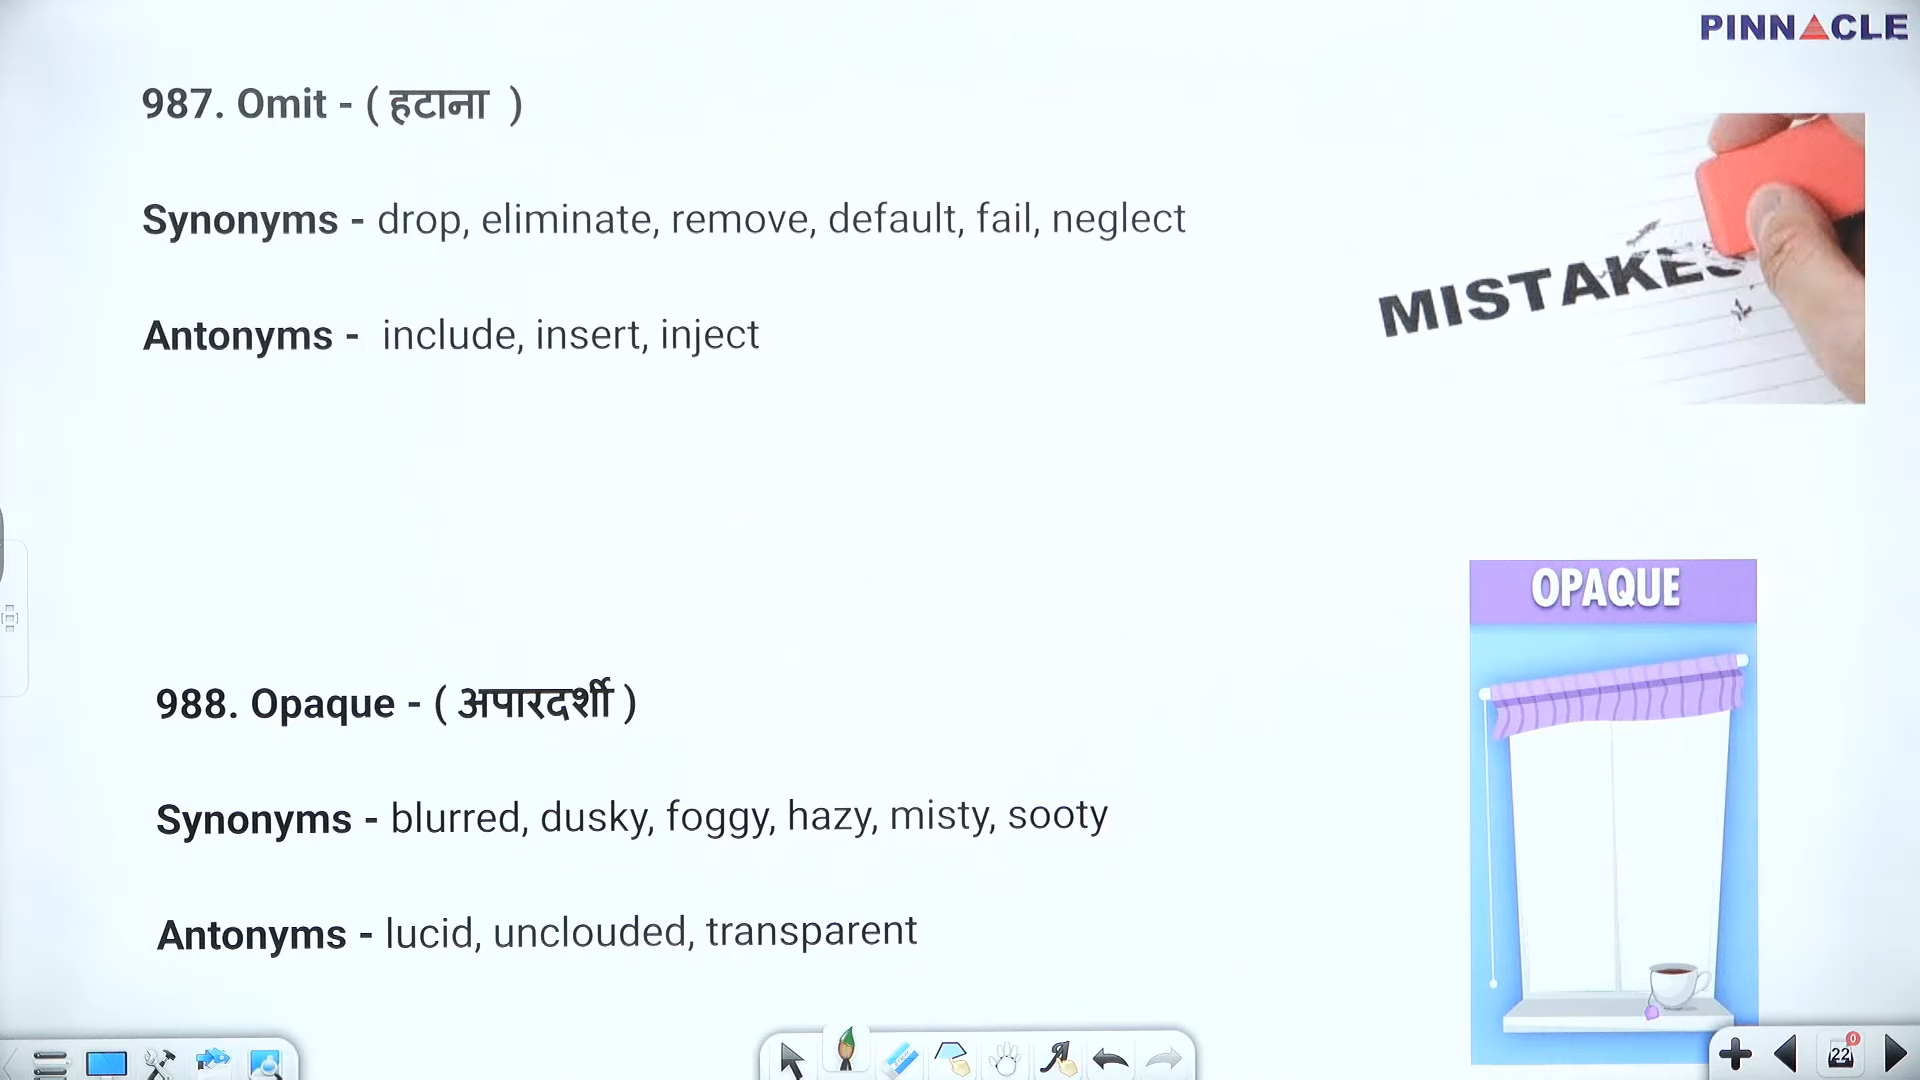 PINNACLE
987. Omit - ( हटाना )
Synonyms - drop, eliminate, remove, default, fail, neglect
Antonyms - include, insert, inject
MISTAKES
988. Opaque - ( अपारदर्शी )
Synonyms - blurred, dusky, foggy, hazy, misty, sooty
Antonyms - lucid, unclouded, transparent
OPAQUE
22
0